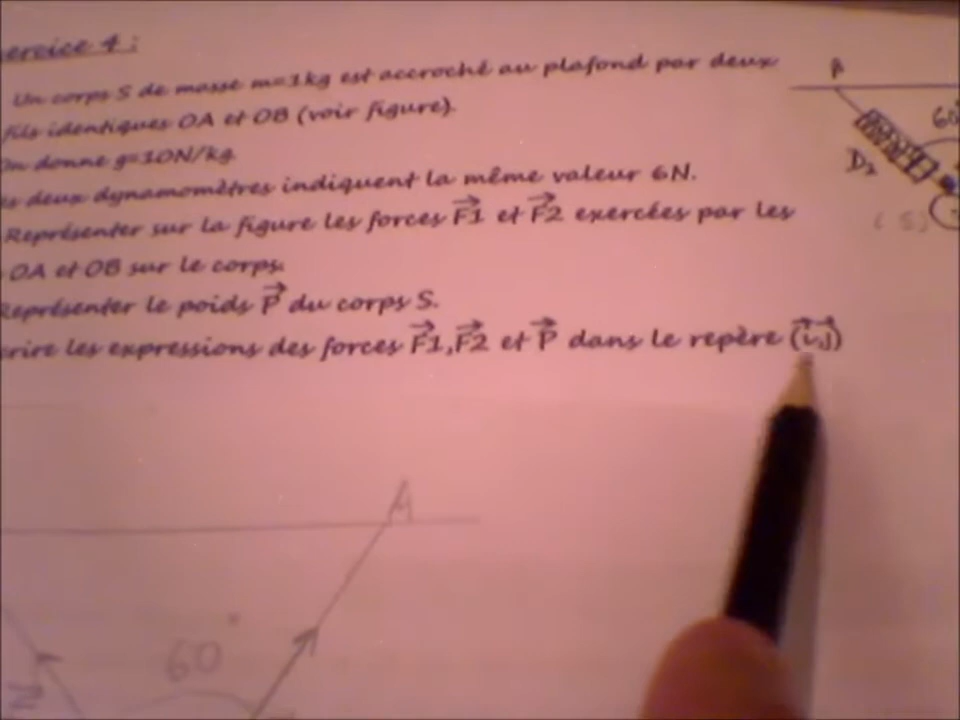 ercice 4 :
Un corps S de masse m=1kg est accroché au plafond par deux
fils identiques OA et OB (voir figure).
On donne g=10N/kg
es deux dynamomètres indiquent la même valeur 6N.
Représenter sur la figure les forces F1 et F2 exercées par les
OA et OB sur le corps.
Représenter le poids P du corps S.
crire les expressions des forces F1,F2 et P dans le repère (i,j)
60°
D2
(S)
A
60°